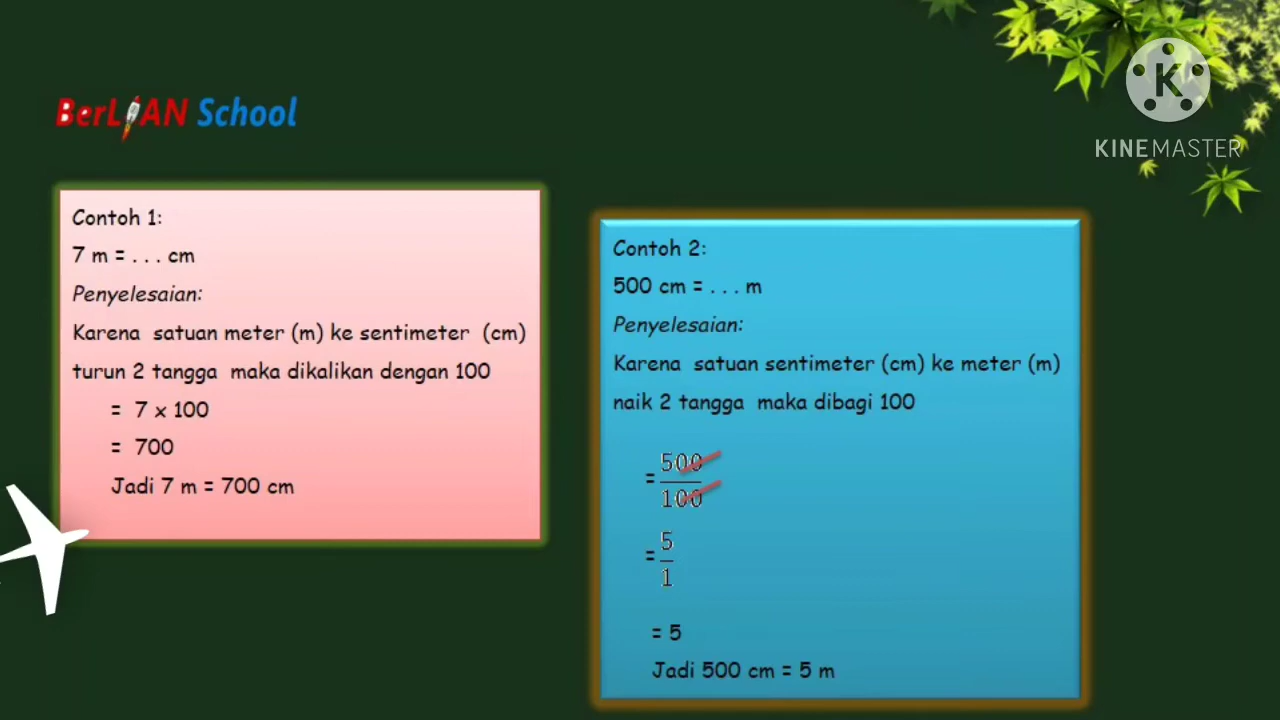 BerLIAN School
K
KINEMASTER
Contoh 1:
7 m = . . . cm
Penyelesaian:
Karena satuan meter (m) ke sentimeter (cm)
turun 2 tangga maka dikalikan dengan 100
= 7 x 100
= 700
Jadi 7 m = 700 cm
Contoh 2:
500 cm = . . . m
Penyelesaian:
Karena satuan sentimeter (cm) ke meter (m)
naik 2 tangga maka dibagi 100
= 500
100
= 5
1
= 5
Jadi 500 cm = 5 m